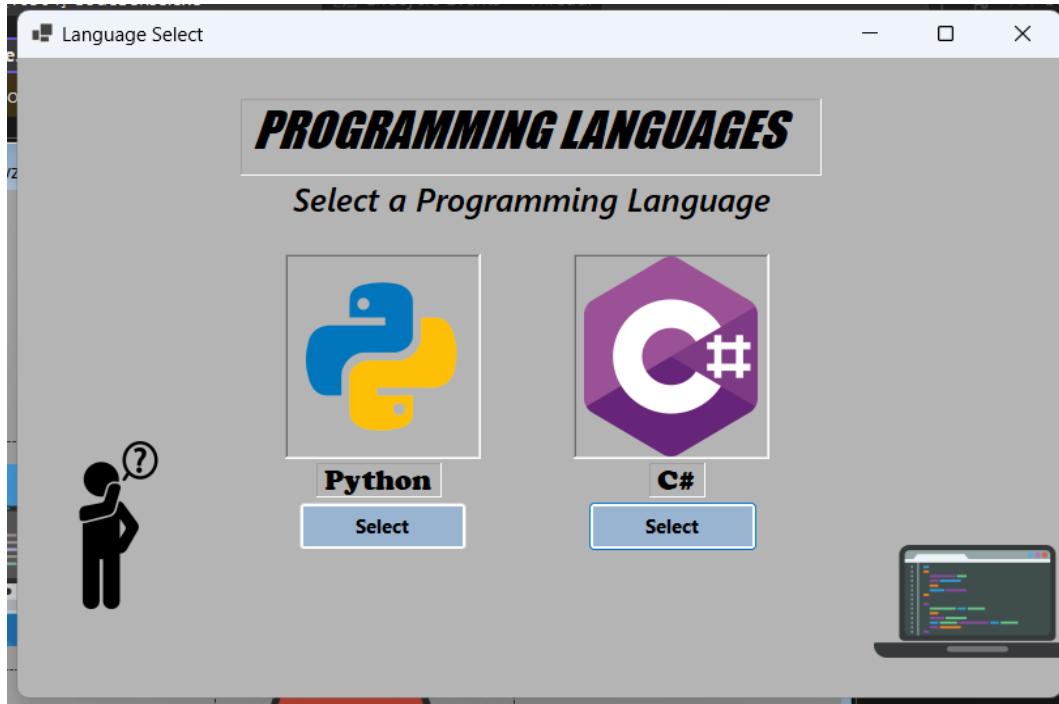 Language Select
PROGRAMMING LANGUAGES
Select a Programming Language
C#
?
Python
C#
Select
Select